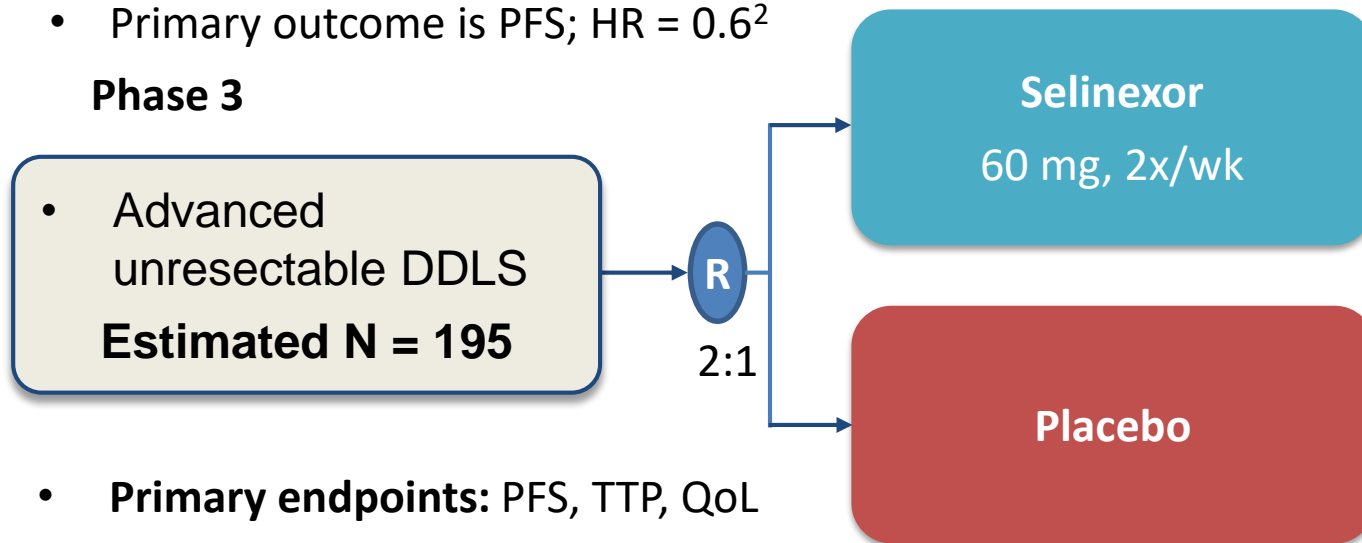 • Primary outcome is PFS; HR = 0.6²
Phase 3
• Advanced
unresectable DDLS
Estimated N = 195
R
2:1
Selinexor
60 mg, 2x/wk
Placebo
• Primary endpoints: PFS, TTP, QoL